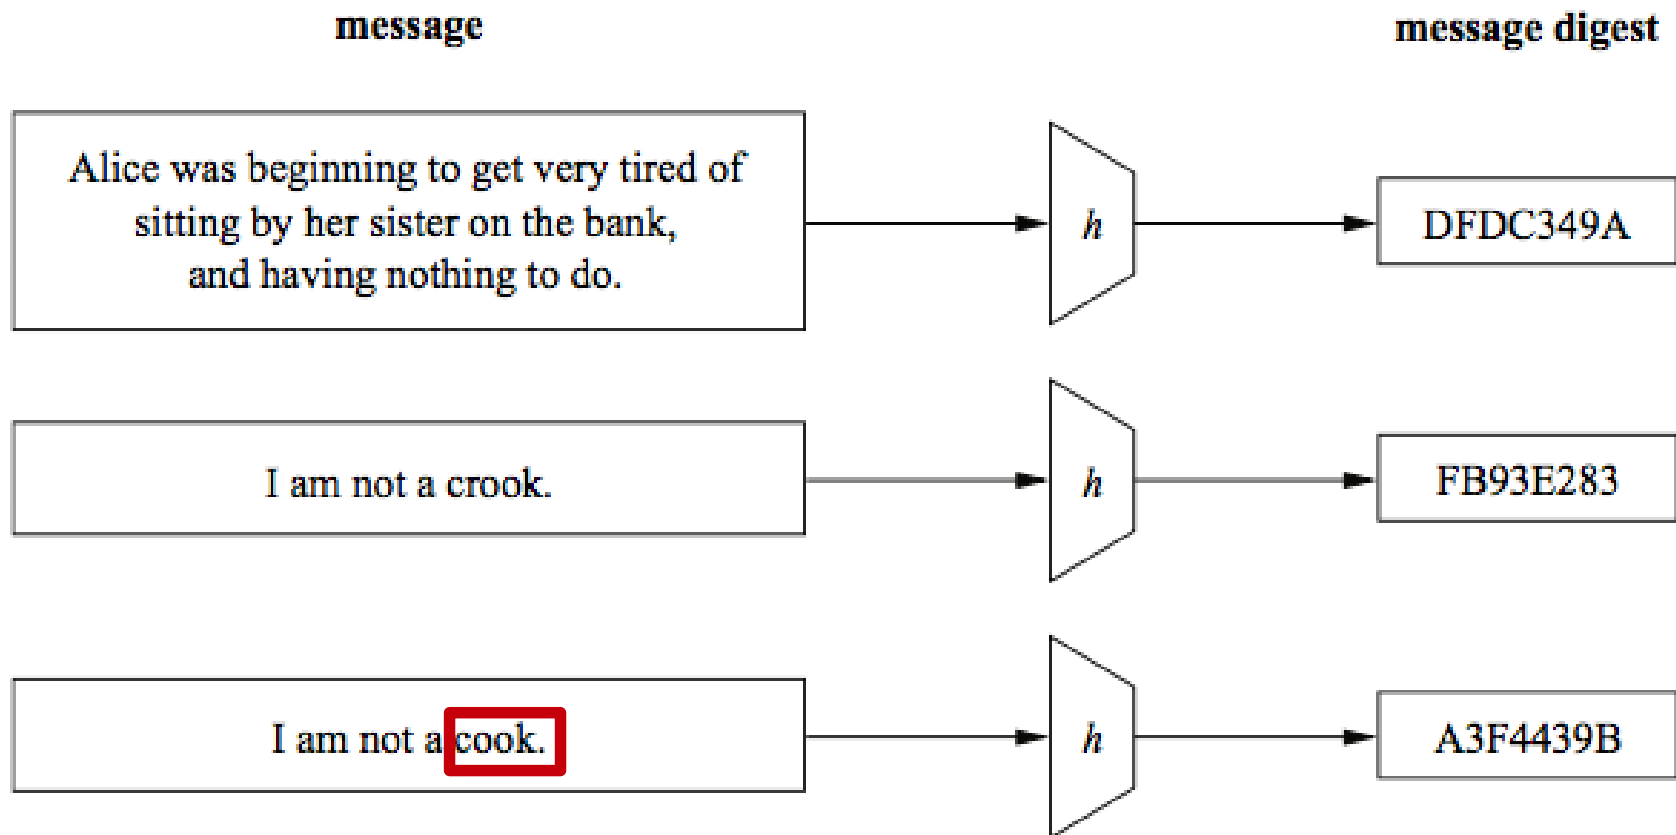 message
message digest
Alice was beginning to get very tired of
sitting by her sister on the bank,
and having nothing to do.
h
DFDC349A
I am not a crook.
h
FB93E283
I am not a cook.
h
A3F4439B